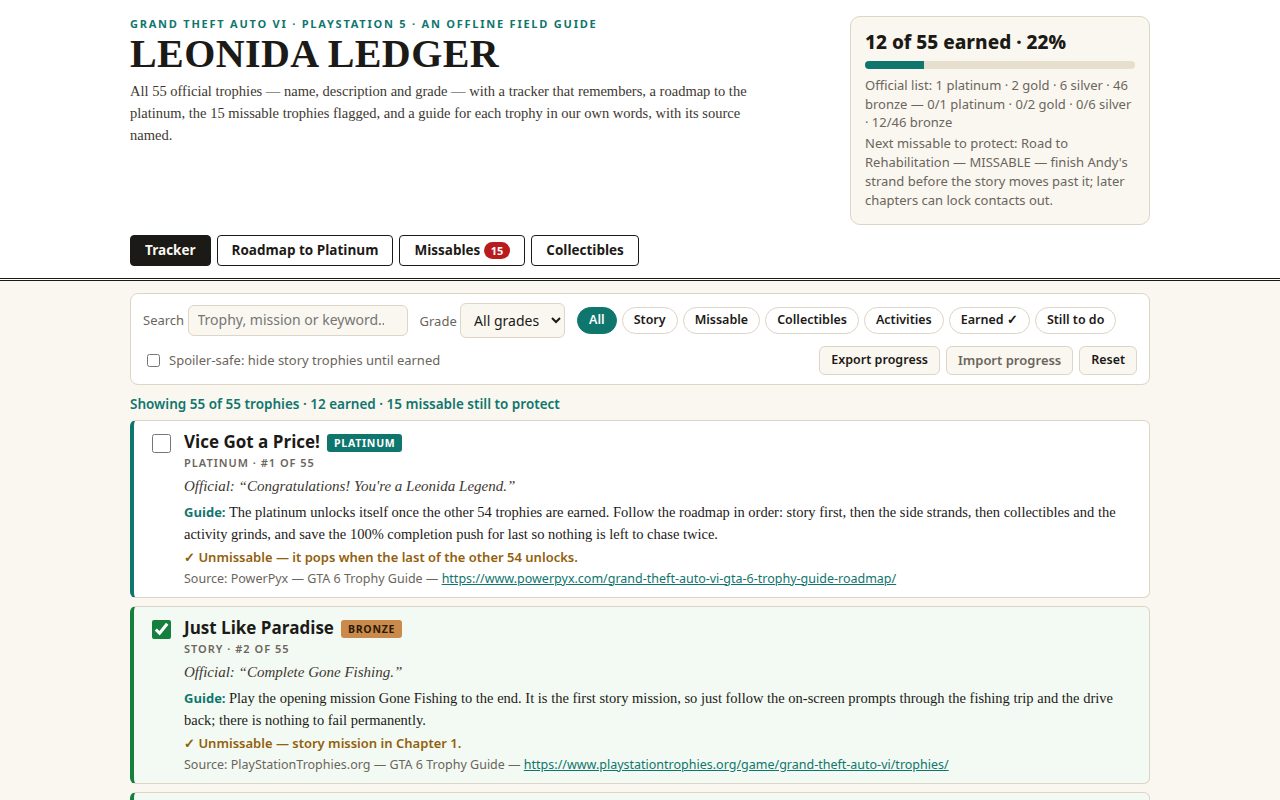 GRAND THEFT AUTO VI · PLAYSTATION 5 · AN OFFLINE FIELD GUIDE
LEONIDA LEDGER
All 55 official trophies — name, description and grade — with a tracker that remembers, a roadmap to the
platinum, the 15 missable trophies flagged, and a guide for each trophy in our own words, with its source
named.
12 of 55 earned · 22%
Official list: 1 platinum · 2 gold · 6 silver · 46
bronze — 0/1 platinum · 0/2 gold · 0/6 silver
· 12/46 bronze
Next missable to protect: Road to
Rehabilitation — MISSABLE — finish Andy's
strand before the story moves past it; later
chapters can lock contacts out.
Tracker
Roadmap to Platinum
Missables 15
Collectibles
Search
Trophy, mission or keyword..
Grade
All grades
All
Story
Missable
Collectibles
Activities
Earned ✓
Still to do
Spoiler-safe: hide story trophies until earned
Export progress
Import progress
Reset
Showing 55 of 55 trophies · 12 earned · 15 missable still to protect
Vice Got a Price! PLATINUM
PLATINUM · #1 OF 55
Official: “Congratulations! You're a Leonida Legend.”
Guide: The platinum unlocks itself once the other 54 trophies are earned. Follow the roadmap in order: story first, then the side strands, then collectibles and the
activity grinds, and save the 100% completion push for last so nothing is left to chase twice.
✓ Unmissable — it pops when the last of the other 54 unlocks.
Source: PowerPyx — GTA 6 Trophy Guide — https://www.powerpyx.com/grand-theft-auto-vi-gta-6-trophy-guide-roadmap/
Just Like Paradise BRONZE
STORY · #2 OF 55
Official: “Complete Gone Fishing.”
Guide: Play the opening mission Gone Fishing to the end. It is the first story mission, so just follow the on-screen prompts through the fishing trip and the drive
back; there is nothing to fail permanently.
✓ Unmissable — story mission in Chapter 1.
Source: PlayStationTrophies.org — GTA 6 Trophy Guide — https://www.playstationtrophies.org/game/grand-theft-auto-vi/trophies/